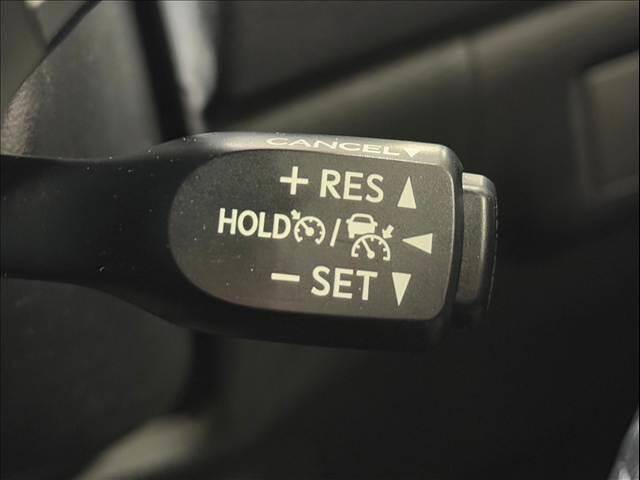 CANCEL
+ RES
HOLD /
- SET